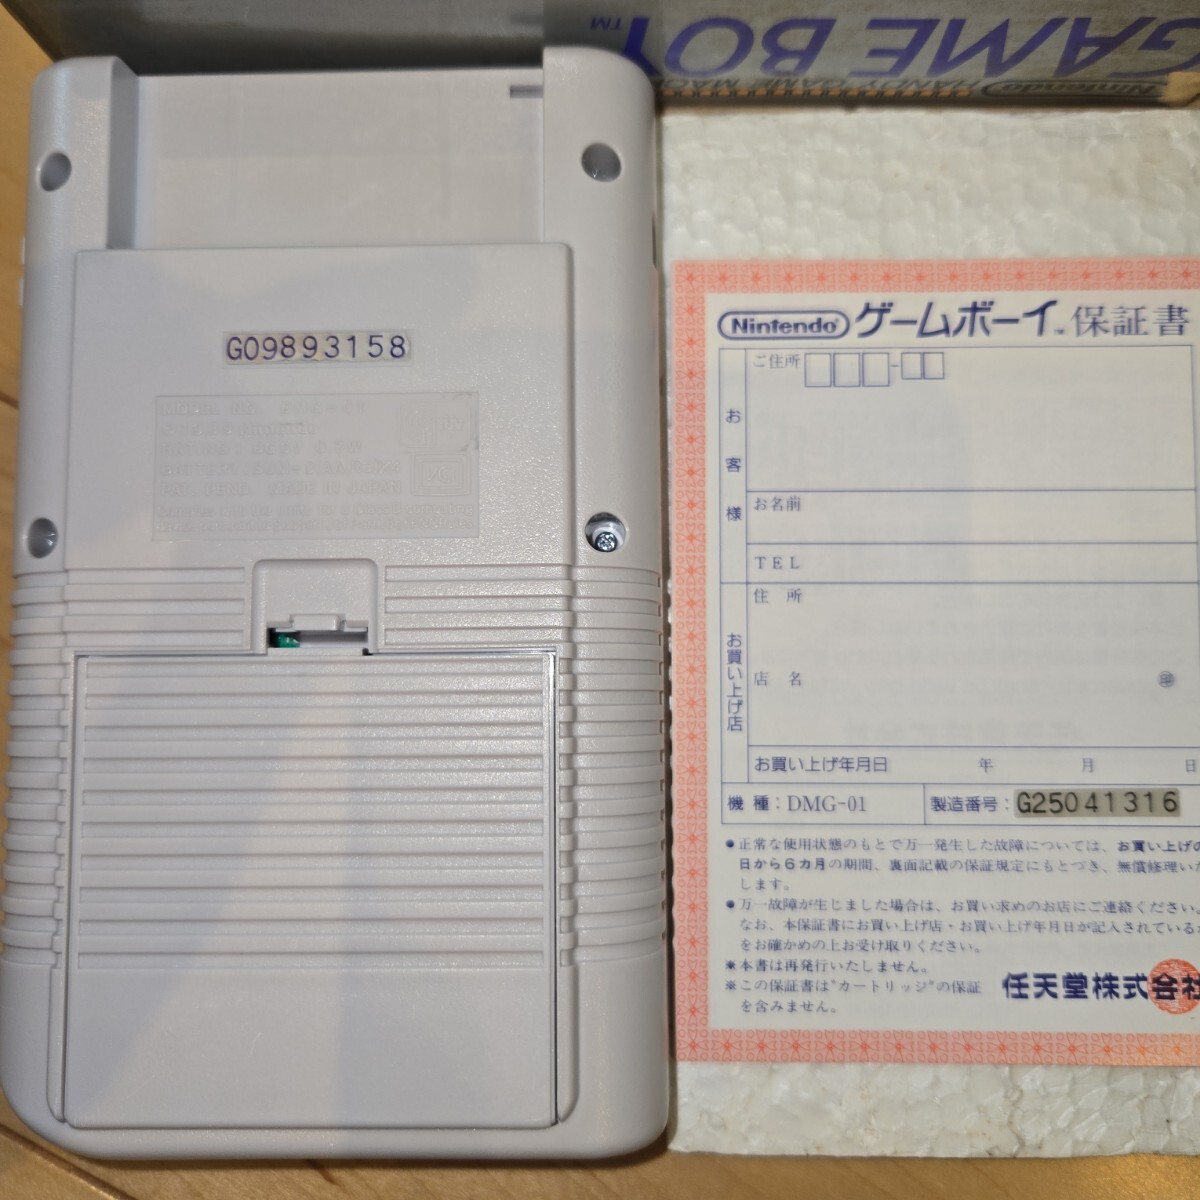 GAME BOY™
Nintendo HANDY GAME MACHINE
G09893158
Nintendo ゲームボーイ™ 保証書
お客様
ご住所
お名前
TEL
お買い上げ店
住 所
店 名 ㊞
お買い上げ年月日 年 月 日
機 種：DMG-01 製造番号：G25041316
●正常な使用状態のもとで万一発生した故障については、お買い上げの
日から6カ月の期間、裏面記載の保証規定にもとづき、無償修理いた
します。
●万一故障が生じました場合は、お買い求めのお店にご連絡ください。
なお、本保証書にお買い上げ店・お買い上げ年月日が記入されているか
をお確かめの上お受け取りください。
※本書は再発行いたしません。
※この保証書は"カートリッジ"の保証
を含みません。
任天堂株式会社